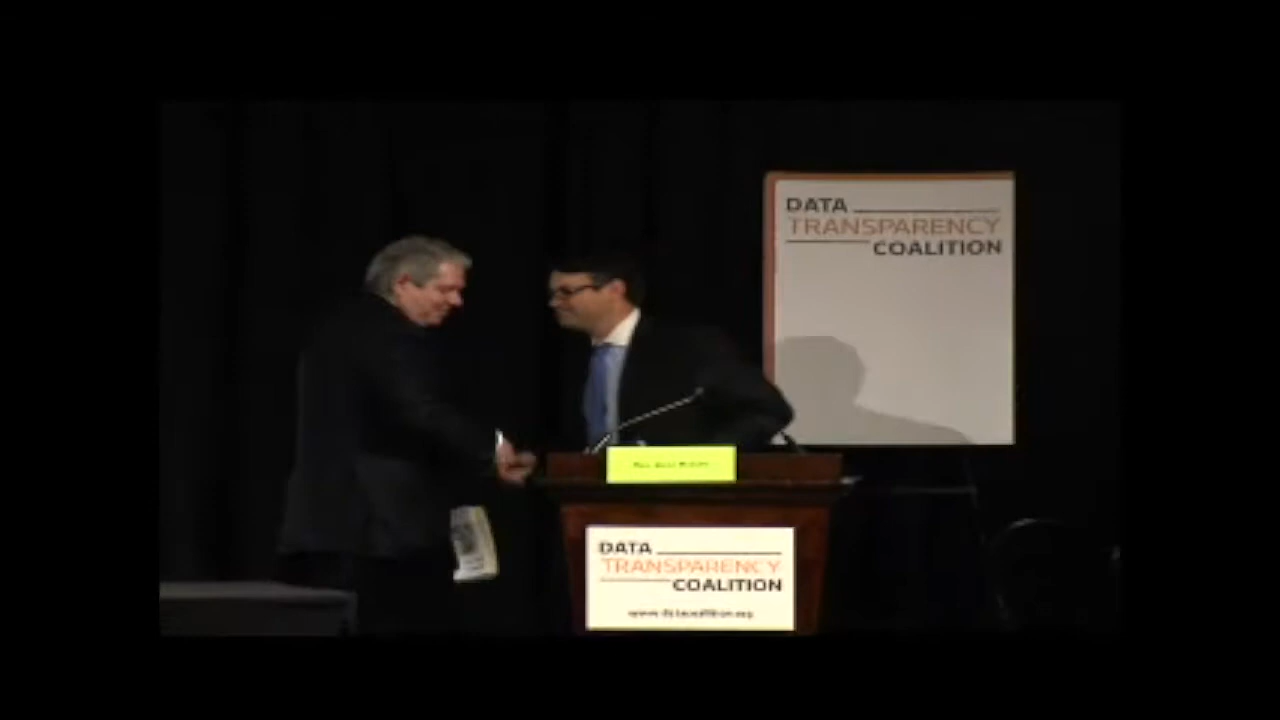 DATA
TRANSPARENCY
COALITION
DATA
TRANSPARENCY
COALITION